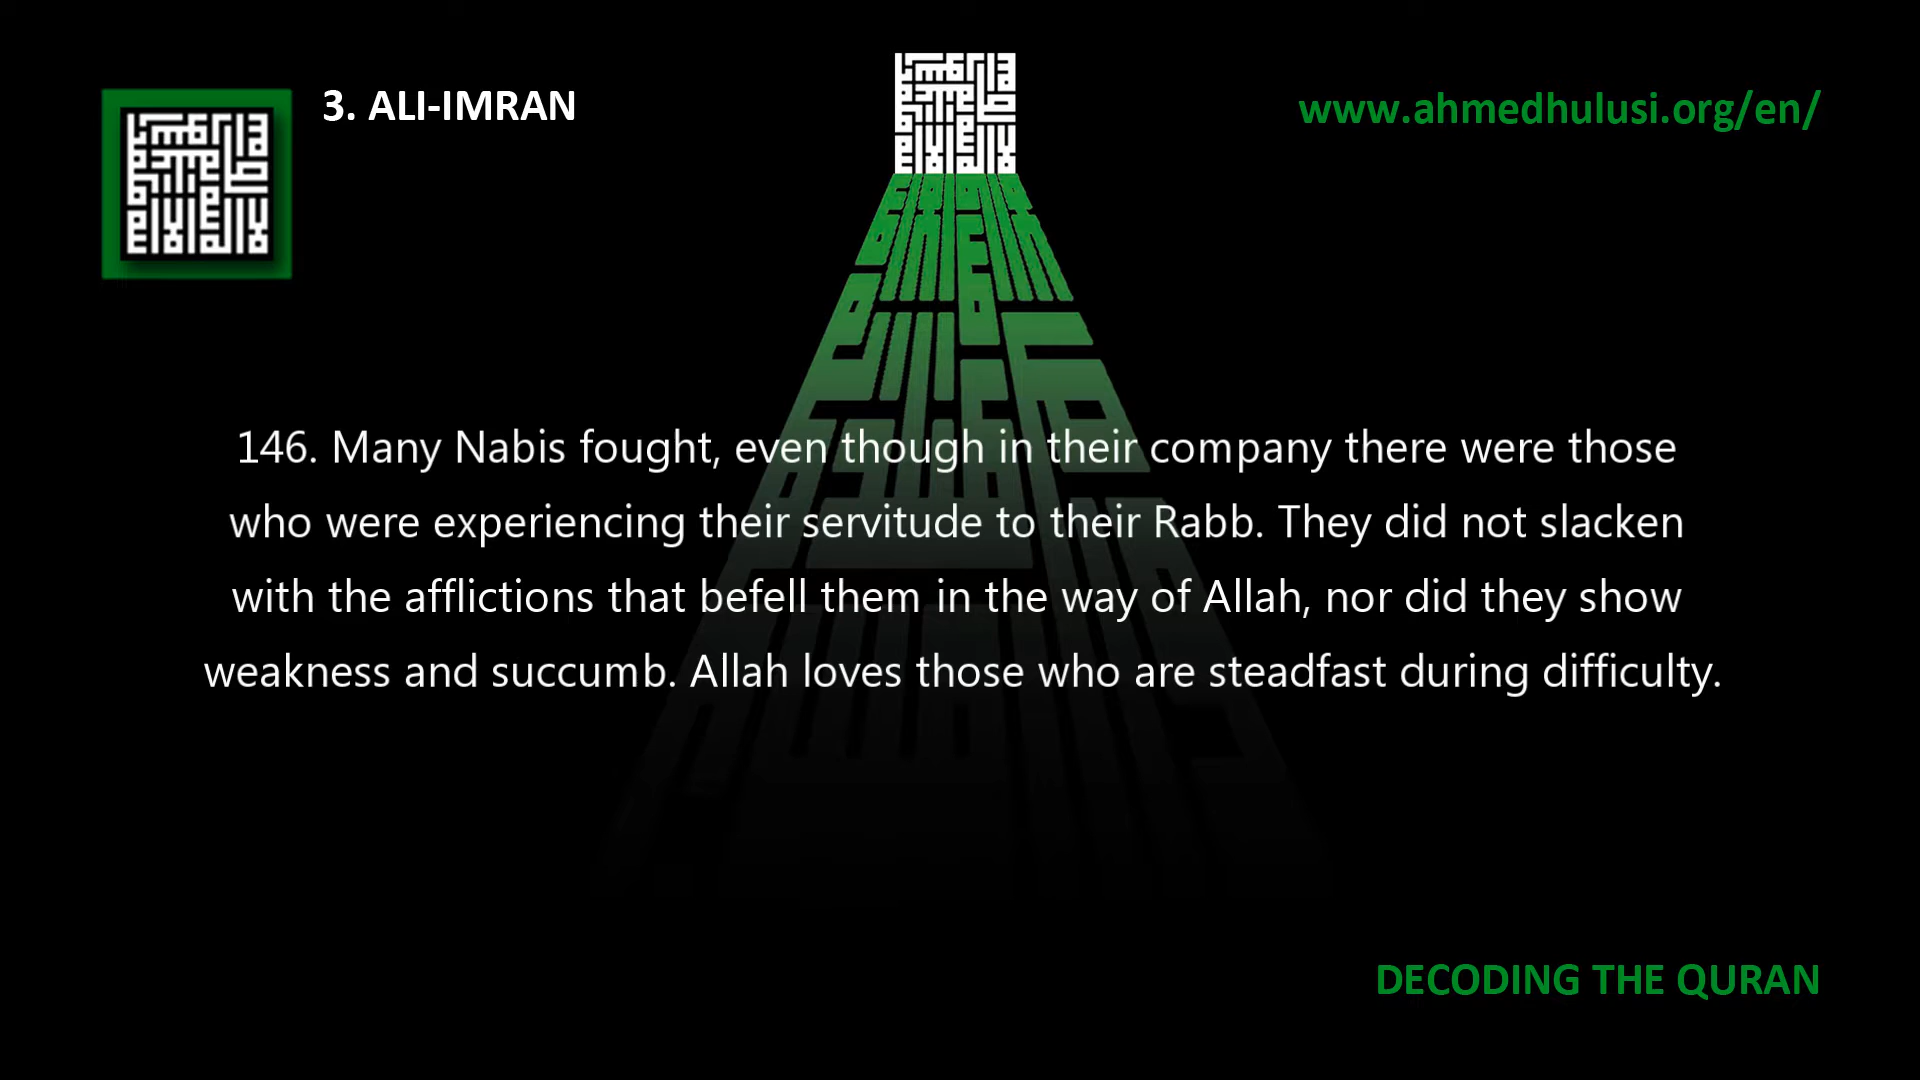 3. ALI-IMRAN
www.ahmedhulusi.org/en/
146. Many Nabis fought, even though in their company there were those
who were experiencing their servitude to their Rabb. They did not slacken
with the afflictions that befell them in the way of Allah, nor did they show
weakness and succumb. Allah loves those who are steadfast during difficulty.
DECODING THE QURAN